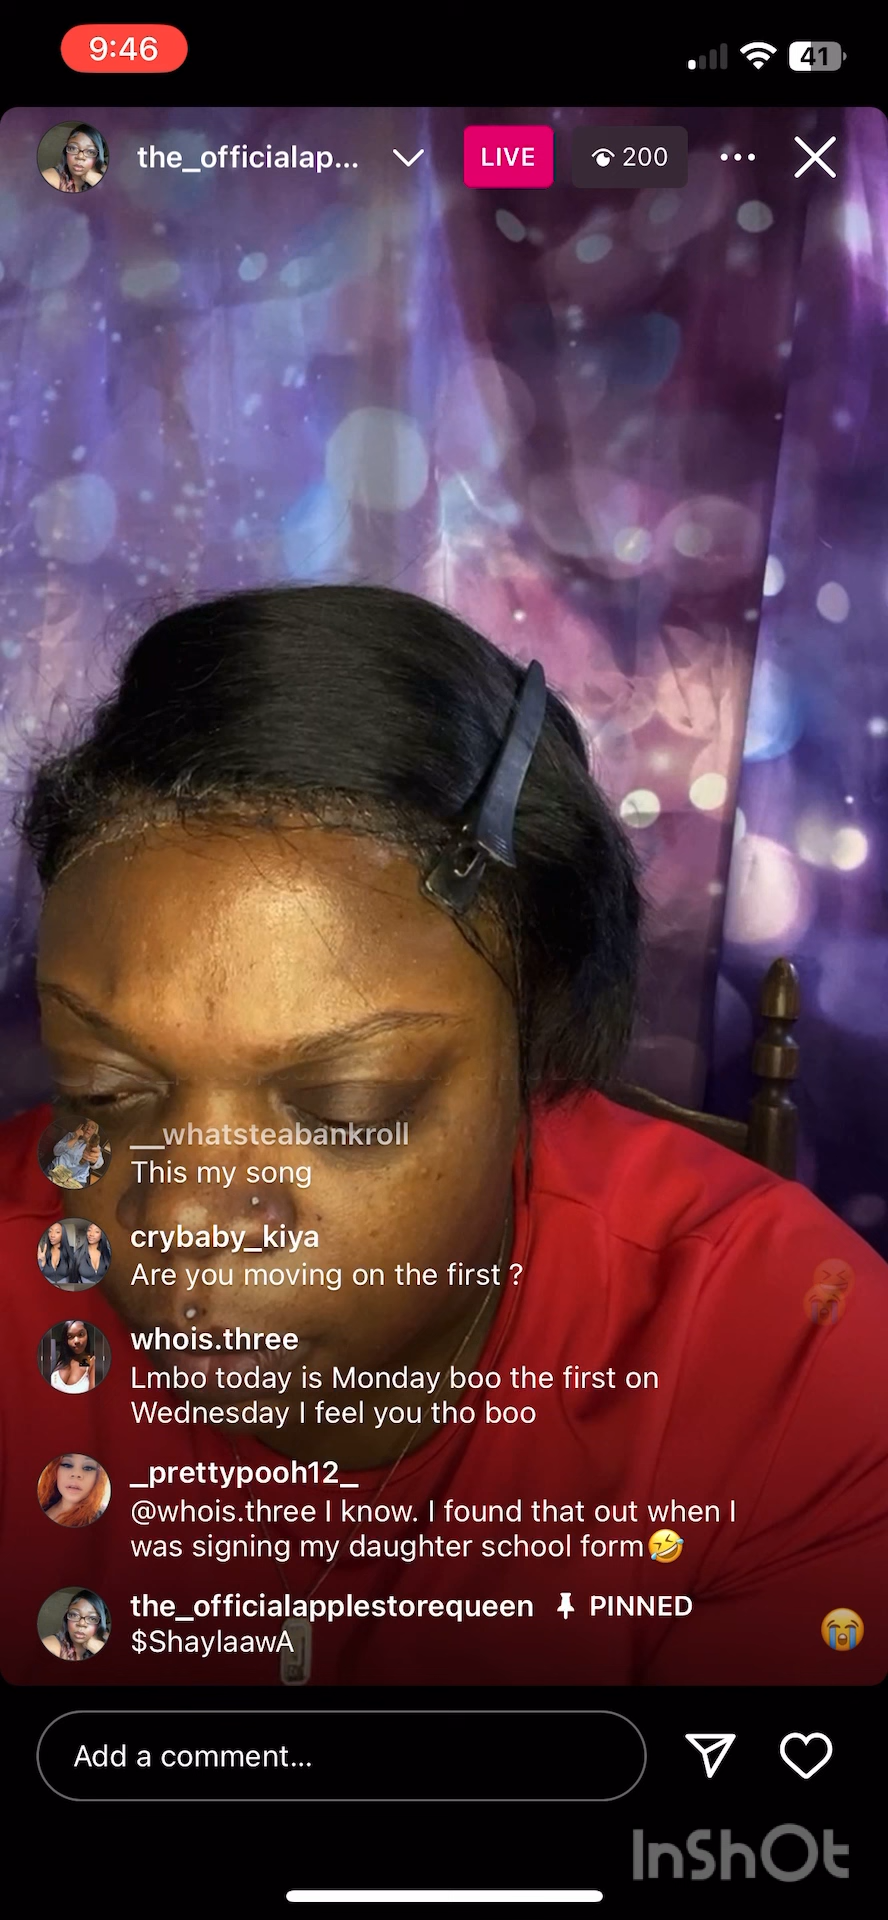 9:46
41
the_officialap...
LIVE
200
__whatsteabankroll
This my song
crybaby_kiya
Are you moving on the first ?
whois.three
Lmbo today is Monday boo the first on
Wednesday I feel you tho boo
_prettypooh12_
@whois.three I know. I found that out when I
was signing my daughter school form🤣
the_officialapplestorequeen PINNED
$ShaylaawA
Add a comment...
InShOt